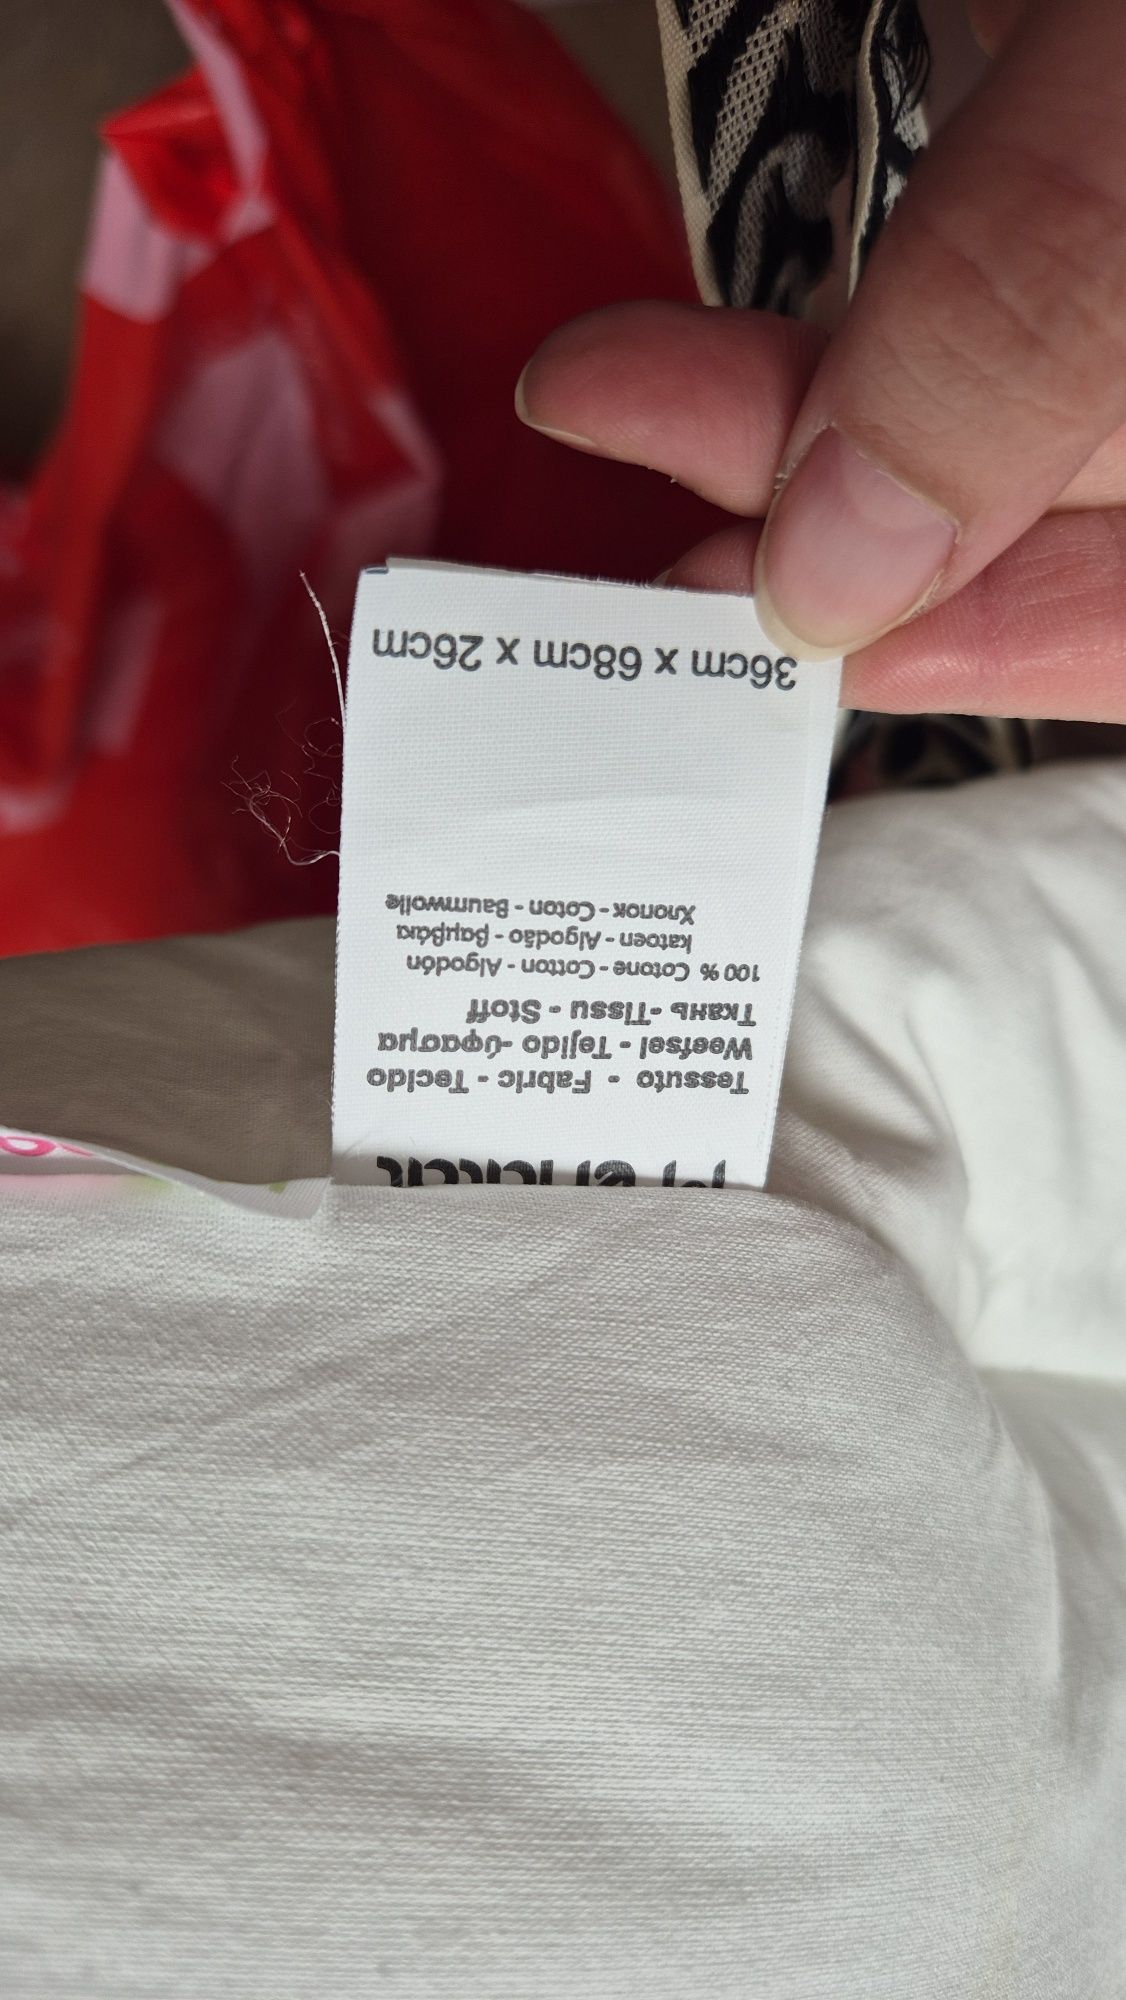 Tessuto - Fabric - Tecido
Weefsel - Tejido -ύφασμα
Ткань -Tissu - Stoff
100 % Cotone - Cotton - Algodón
katoen - Algodão - βαμβάκι
Хлопок - Coton - Baumwolle
36cm x 68cm x 26cm